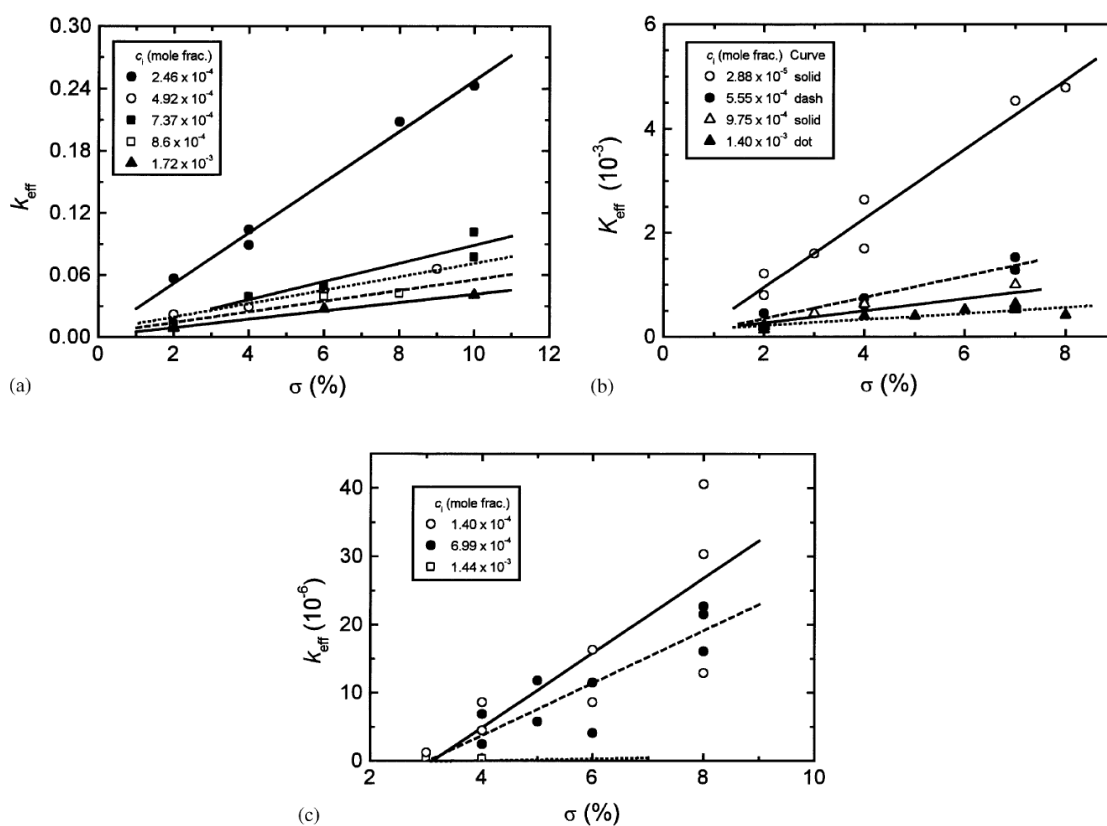 0.30
0.24
0.18
0.12
0.06
0.00
k_eff
c_i (mole frac.)
2.46 x 10^-4
4.92 x 10^-4
7.37 x 10^-4
8.6 x 10^-4
1.72 x 10^-3
0 2 4 6 8 10 12
(a)
σ (%)
6
4
2
0
K_eff (10^-3)
c_i (mole frac.) Curve
2.88 x 10^-5 solid
5.55 x 10^-4 dash
9.75 x 10^-4 solid
1.40 x 10^-3 dot
0 2 4 6 8
(b)
σ (%)
40
30
20
10
0
k_eff (10^-6)
c_i (mole frac.)
1.40 x 10^-4
6.99 x 10^-4
1.44 x 10^-3
2 4 6 8 10
(c)
σ (%)